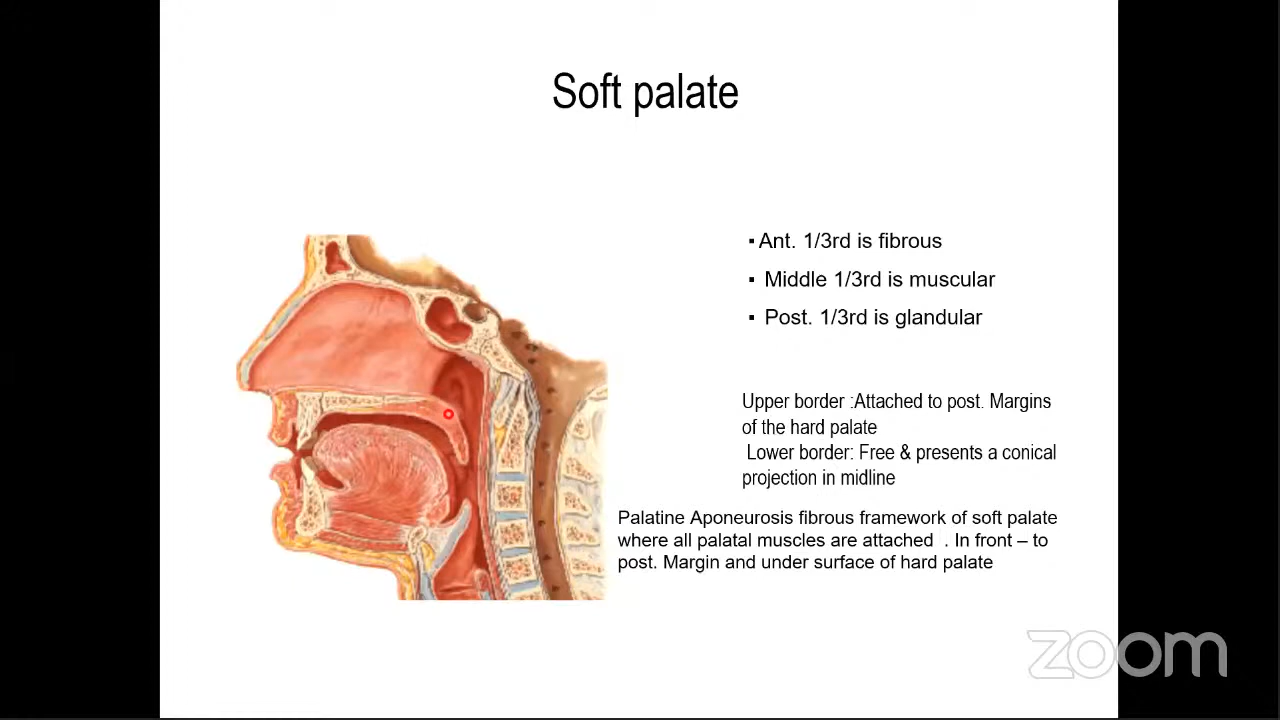 Soft palate
▪ Ant. 1/3rd is fibrous
▪ Middle 1/3rd is muscular
▪ Post. 1/3rd is glandular
Upper border :Attached to post. Margins
of the hard palate
Lower border: Free & presents a conical
projection in midline
Palatine Aponeurosis fibrous framework of soft palate
where all palatal muscles are attached . In front – to
post. Margin and under surface of hard palate
zoom